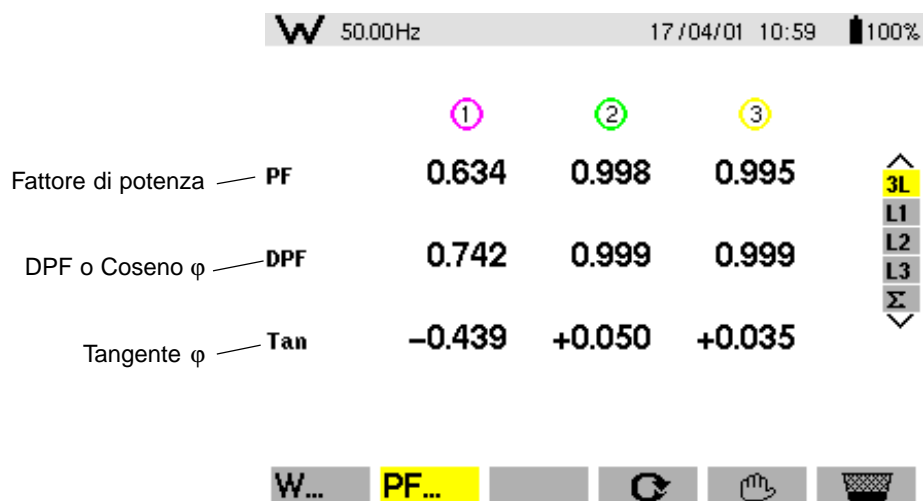 W 50.00Hz 17/04/01 10:59 100%
1 2 3
Fattore di potenza PF 0.634 0.998 0.995
3L
L1
DPF o Coseno φ DPF 0.742 0.999 0.999
L2
L3
Σ
Tangente φ Tan −0.439 +0.050 +0.035
W... PF...